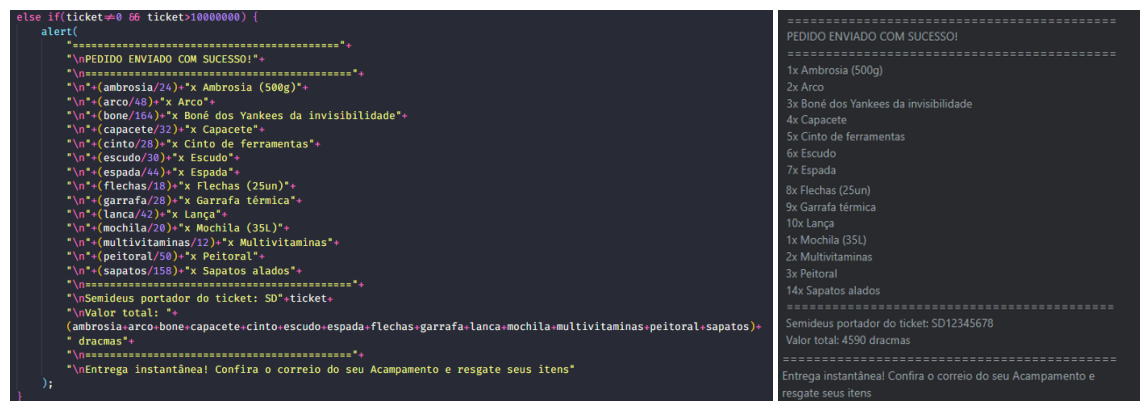 else if(ticket≠0 && ticket>10000000) {
alert(
"=========================================="+
"\nPEDIDO ENVIADO COM SUCESSO!"+
"\n=========================================="+
"\n"+(ambrosia/24)+"x Ambrosia (500g)"+
"\n"+(arco/48)+"x Arco"+
"\n"+(bone/164)+"x Boné dos Yankees da invisibilidade"+
"\n"+(capacete/32)+"x Capacete"+
"\n"+(cinto/28)+"x Cinto de ferramentas"+
"\n"+(escudo/30)+"x Escudo"+
"\n"+(espada/44)+"x Espada"+
"\n"+(flechas/18)+"x Flechas (25un)"+
"\n"+(garrafa/28)+"x Garrafa térmica"+
"\n"+(lanca/42)+"x Lança"+
"\n"+(mochila/20)+"x Mochila (35L)"+
"\n"+(multivitaminas/12)+"x Multivitaminas"+
"\n"+(peitoral/50)+"x Peitoral"+
"\n"+(sapatos/158)+"x Sapatos alados"+
"\n=========================================="+
"\nSemideus portador do ticket: SD"+ticket+
"\nValor total: "+
(ambrosia+arco+bone+capacete+cinto+escudo+espada+flechas+garrafa+lanca+mochila+multivitaminas+peitoral+sapatos)+
" dracmas"+
"\n=========================================="+
"\nEntrega instantânea! Confira o correio do seu Acampamento e resgate seus itens"
);
}
==========================================
PEDIDO ENVIADO COM SUCESSO!
==========================================
1x Ambrosia (500g)
2x Arco
3x Boné dos Yankees da invisibilidade
4x Capacete
5x Cinto de ferramentas
6x Escudo
7x Espada
8x Flechas (25un)
9x Garrafa térmica
10x Lança
1x Mochila (35L)
2x Multivitaminas
3x Peitoral
14x Sapatos alados
==========================================
Semideus portador do ticket: SD12345678
Valor total: 4590 dracmas
==========================================
Entrega instantânea! Confira o correio do seu Acampamento e
resgate seus itens